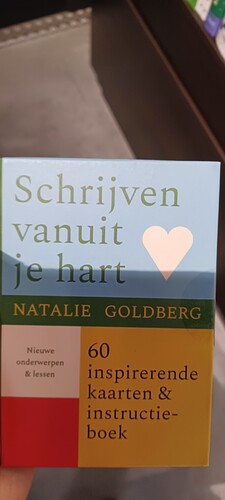 Schrijven
vanuit
je hart
NATALIE GOLDBERG
Nieuwe
onderwerpen
& lessen
60
inspirerende
kaarten &
instructie-
boek